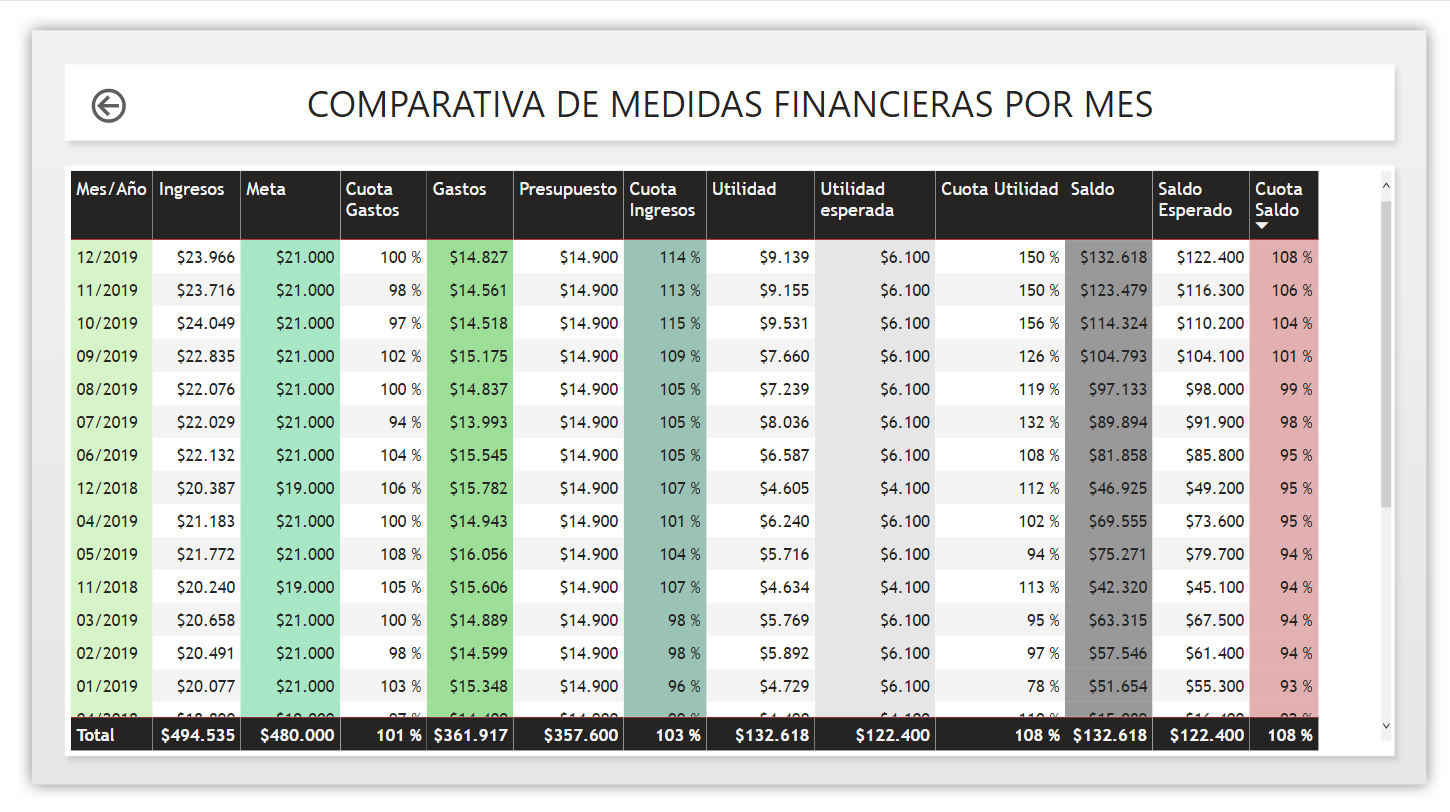 COMPARATIVA DE MEDIDAS FINANCIERAS POR MES
Mes/Año Ingresos Meta Cuota Gastos Gastos Presupuesto Cuota Ingresos Utilidad Utilidad esperada Cuota Utilidad Saldo Saldo Esperado Cuota Saldo
12/2019 $23.966 $21.000 100 % $14.827 $14.900 114 % $9.139 $6.100 150 % $132.618 $122.400 108 %
11/2019 $23.716 $21.000 98 % $14.561 $14.900 113 % $9.155 $6.100 150 % $123.479 $116.300 106 %
10/2019 $24.049 $21.000 97 % $14.518 $14.900 115 % $9.531 $6.100 156 % $114.324 $110.200 104 %
09/2019 $22.835 $21.000 102 % $15.175 $14.900 109 % $7.660 $6.100 126 % $104.793 $104.100 101 %
08/2019 $22.076 $21.000 100 % $14.837 $14.900 105 % $7.239 $6.100 119 % $97.133 $98.000 99 %
07/2019 $22.029 $21.000 94 % $13.993 $14.900 105 % $8.036 $6.100 132 % $89.894 $91.900 98 %
06/2019 $22.132 $21.000 104 % $15.545 $14.900 105 % $6.587 $6.100 108 % $81.858 $85.800 95 %
12/2018 $20.387 $19.000 106 % $15.782 $14.900 107 % $4.605 $4.100 112 % $46.925 $49.200 95 %
04/2019 $21.183 $21.000 100 % $14.943 $14.900 101 % $6.240 $6.100 102 % $69.555 $73.600 95 %
05/2019 $21.772 $21.000 108 % $16.056 $14.900 104 % $5.716 $6.100 94 % $75.271 $79.700 94 %
11/2018 $20.240 $19.000 105 % $15.606 $14.900 107 % $4.634 $4.100 113 % $42.320 $45.100 94 %
03/2019 $20.658 $21.000 100 % $14.889 $14.900 98 % $5.769 $6.100 95 % $63.315 $67.500 94 %
02/2019 $20.491 $21.000 98 % $14.599 $14.900 98 % $5.892 $6.100 97 % $57.546 $61.400 94 %
01/2019 $20.077 $21.000 103 % $15.348 $14.900 96 % $4.729 $6.100 78 % $51.654 $55.300 93 %
Total $494.535 $480.000 101 % $361.917 $357.600 103 % $132.618 $122.400 108 % $132.618 $122.400 108 %